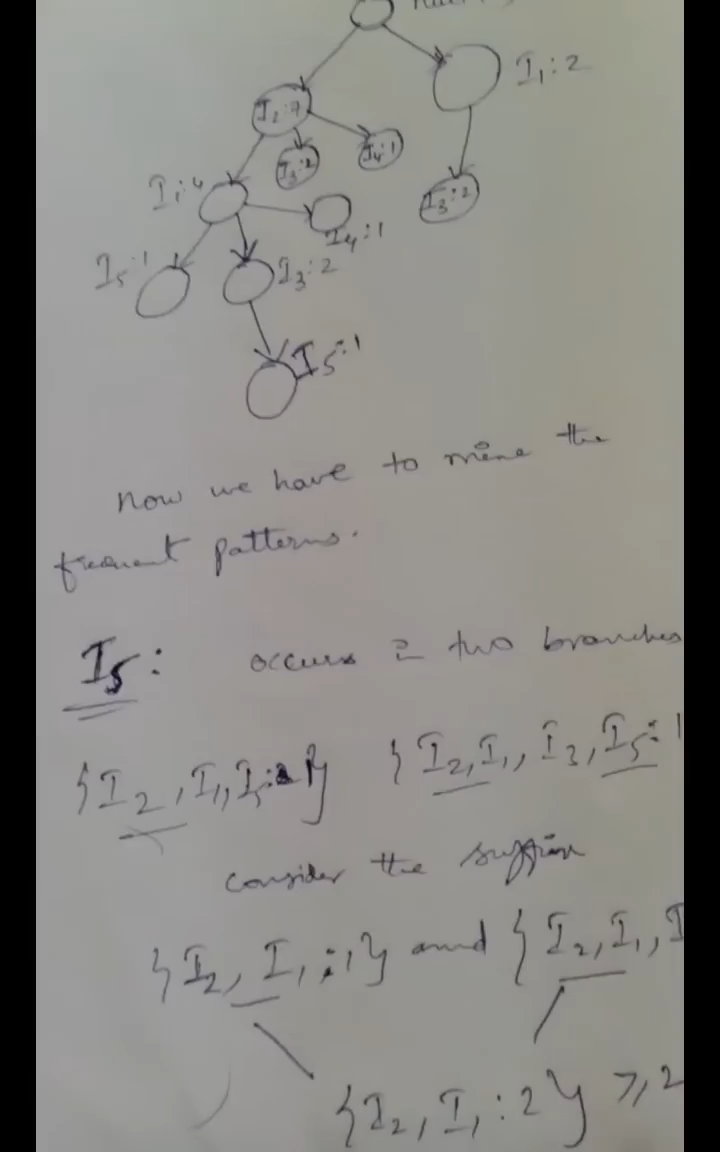 I1:2
I2:7
I3:2
I4:1
I3:2
I1:4
I4:1
I5:1
I3:2
I5:1
Now we have to mine the
frequent patterns.
I5: occurs in two branches
{I2, I1, I5:1} {I2, I1, I3, I5:1
Consider the suffix
{I2, I1:1} and {I2, I1, I
{I2, I1:2} ≥ 2